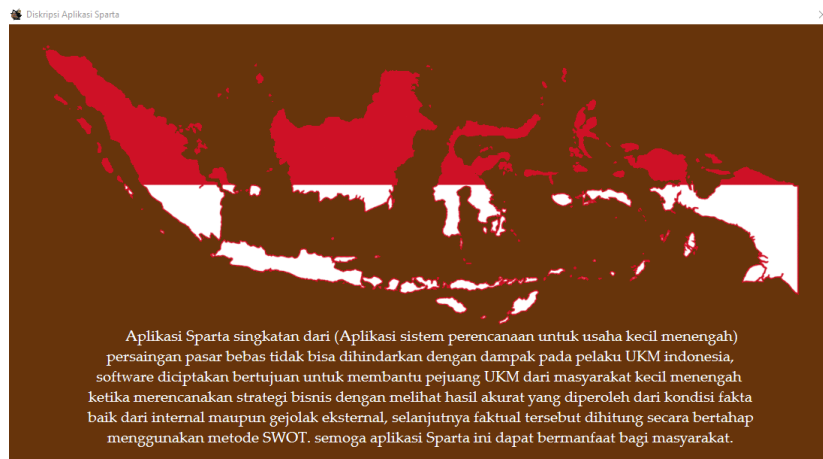 Diskripsi Aplikasi Sparta
Aplikasi Sparta singkatan dari (Aplikasi sistem perencanaan untuk usaha kecil menengah)
persaingan pasar bebas tidak bisa dihindarkan dengan dampak pada pelaku UKM indonesia,
software diciptakan bertujuan untuk membantu pejuang UKM dari masyarakat kecil menengah
ketika merencanakan strategi bisnis dengan melihat hasil akurat yang diperoleh dari kondisi fakta
baik dari internal maupun gejolak eksternal, selanjutnya faktual tersebut dihitung secara bertahap
menggunakan metode SWOT. semoga aplikasi Sparta ini dapat bermanfaat bagi masyarakat.